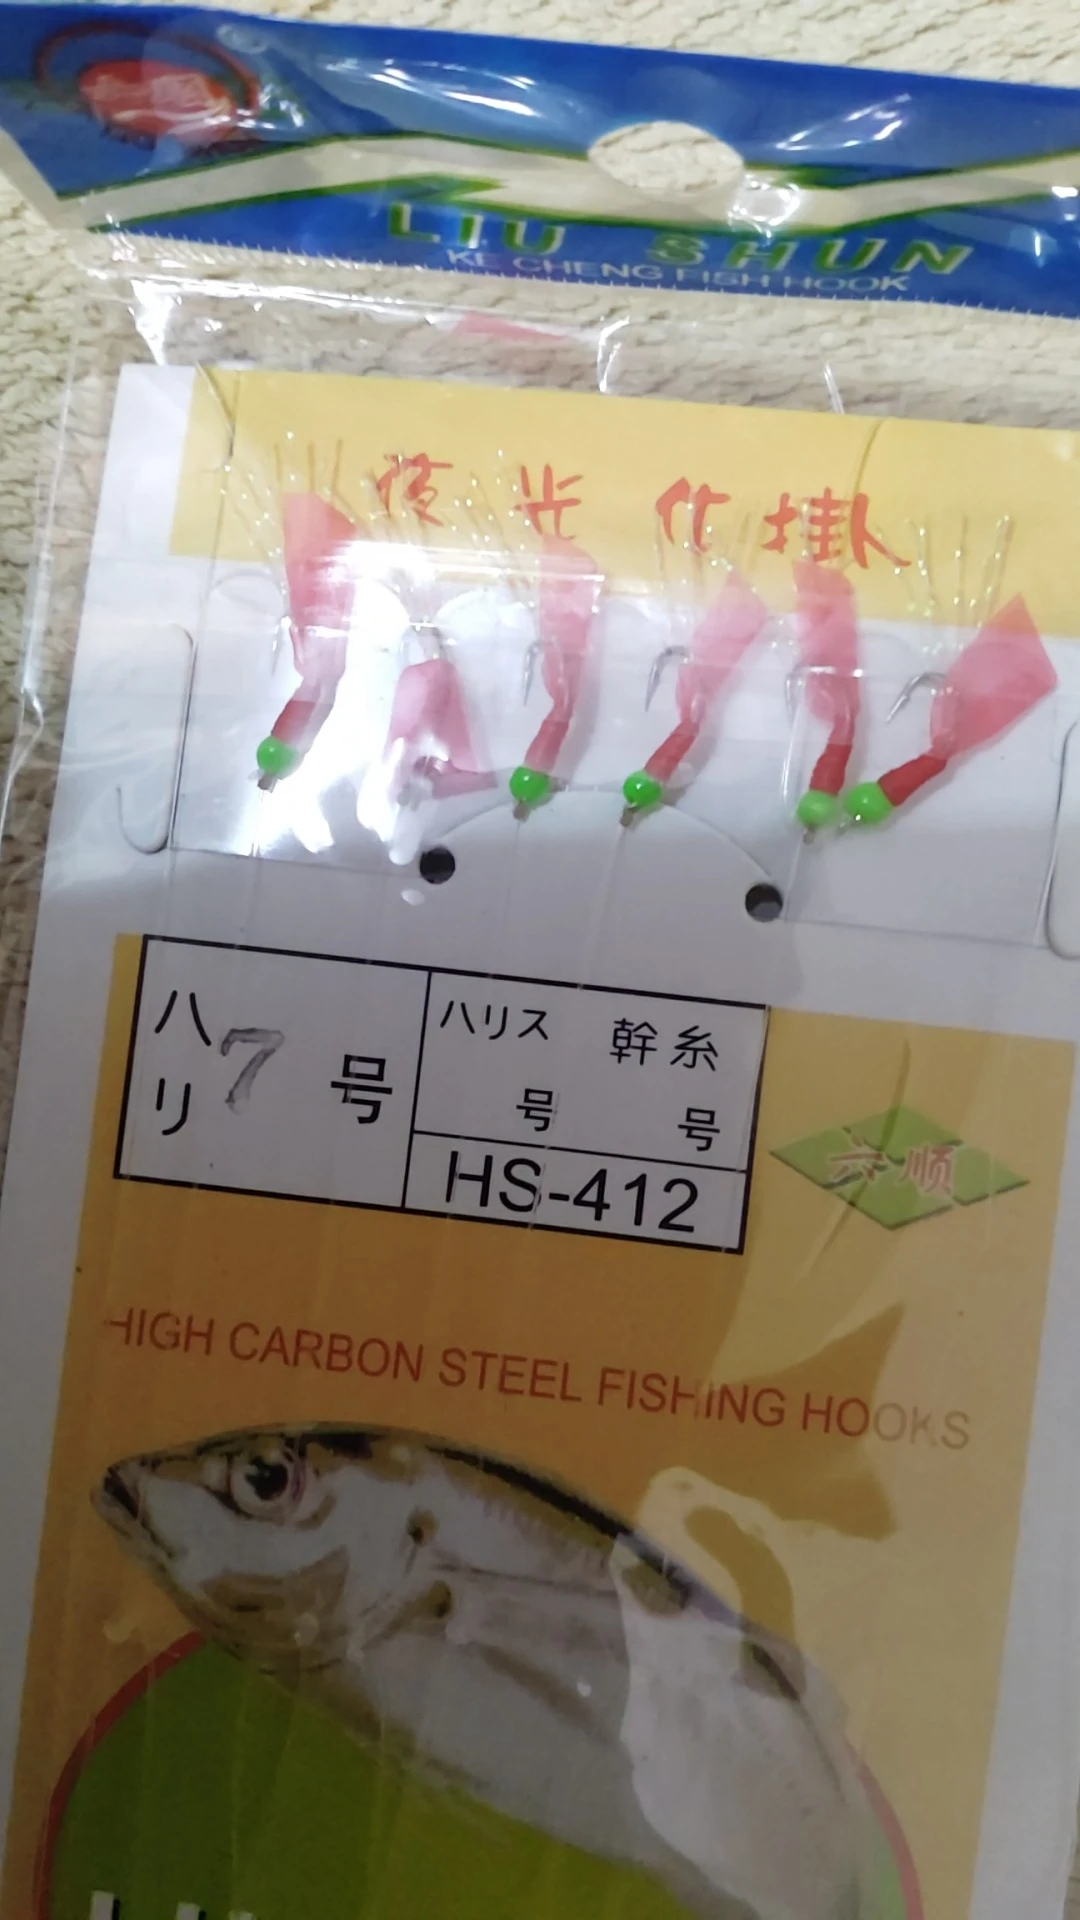 LIU SHUN
KE CHENG FISH HOOK
夜光仕掛
ハリ 7 号
ハリス 幹糸
号 号
HS-412
六顺
HIGH CARBON STEEL FISHING HOOKS